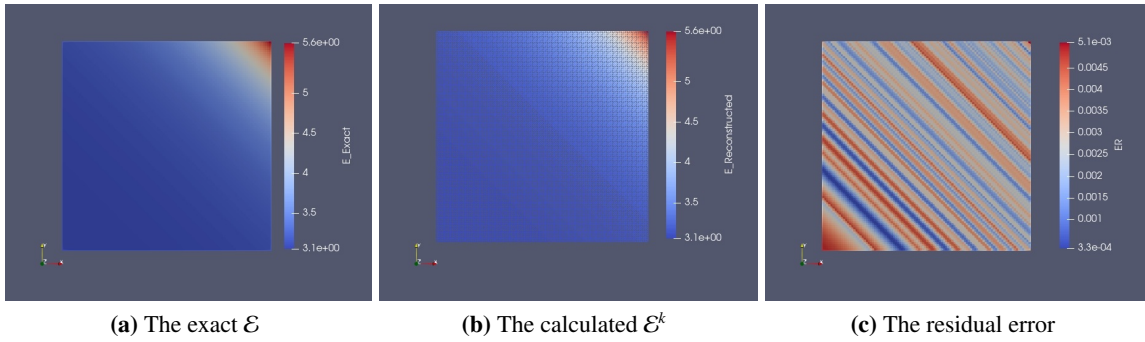 5.6e+00
5
4.5
4
3.5
3.1e+00
E_Exact
5.6e+00
5
4.5
4
3.5
3.1e+00
E_Reconstructed
5.1e-03
0.0045
0.004
0.0035
0.003
0.0025
0.002
0.0015
0.001
3.3e-04
ER
(a) The exact ℰ
(b) The calculated ℰᵏ
(c) The residual error